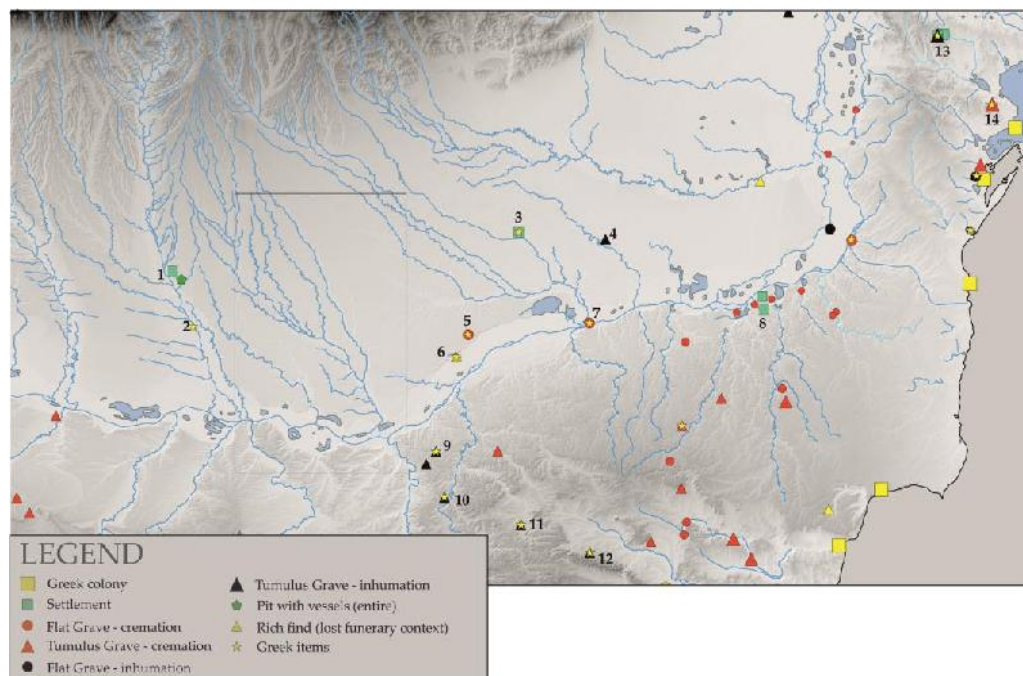 13
14
3
4
1
2
5
7
6
8
9
10
11
12
LEGEND
Greek colony
Settlement
Flat Grave - cremation
Tumulus Grave - cremation
Flat Grave - inhumation
Tumulus Grave - inhumation
Pit with vessels (entire)
Rich find (lost funerary context)
Greek items